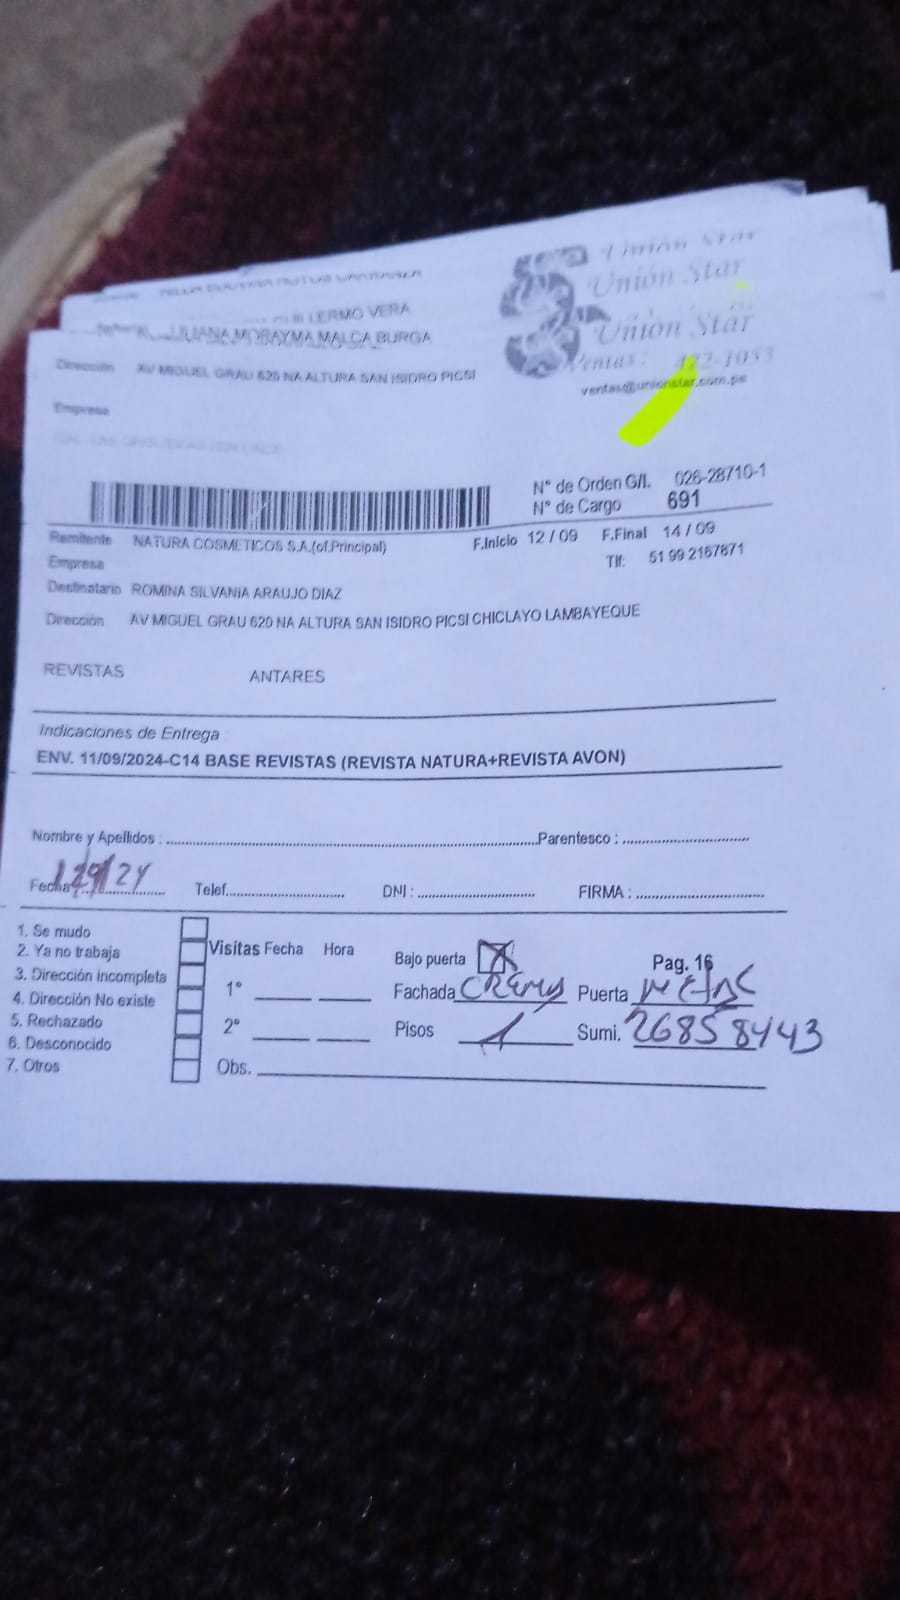 GUILLERMO VERA
LILIANA MORAYMA MALCA BURGA
Dirección AV MIGUEL GRAU 620 NA ALTURA SAN ISIDRO PICSI
Empresa
Unión Star
Unión Star
Unión Star
Ventas: 472-1053
ventas@unionstar.com.pe
N° de Orden G/I. 026-28710-1
N° de Cargo 691
Remitente NATURA COSMETICOS S.A.(of.Principal) F.Inicio 12 / 09 F.Final 14 / 09
Empresa Tlf: 51 99 2167871
Destinatario ROMINA SILVANIA ARAUJO DIAZ
Dirección AV MIGUEL GRAU 620 NA ALTURA SAN ISIDRO PICSI CHICLAYO LAMBAYEQUE
REVISTAS ANTARES
Indicaciones de Entrega
ENV. 11/09/2024-C14 BASE REVISTAS (REVISTA NATURA+REVISTA AVON)
Nombre y Apellidos : Parentesco :
Fecha Telef. DNI : FIRMA :
1. Se mudo
2. Ya no trabaja
3. Dirección Incompleta
4. Dirección No existe
5. Rechazado
6. Desconocido
7. Otros
Visitas Fecha Hora
1°
2°
Obs.
Bajo puerta X Pag. 16
Fachada Crema Puerta
Pisos 1 Sumi. 26858443